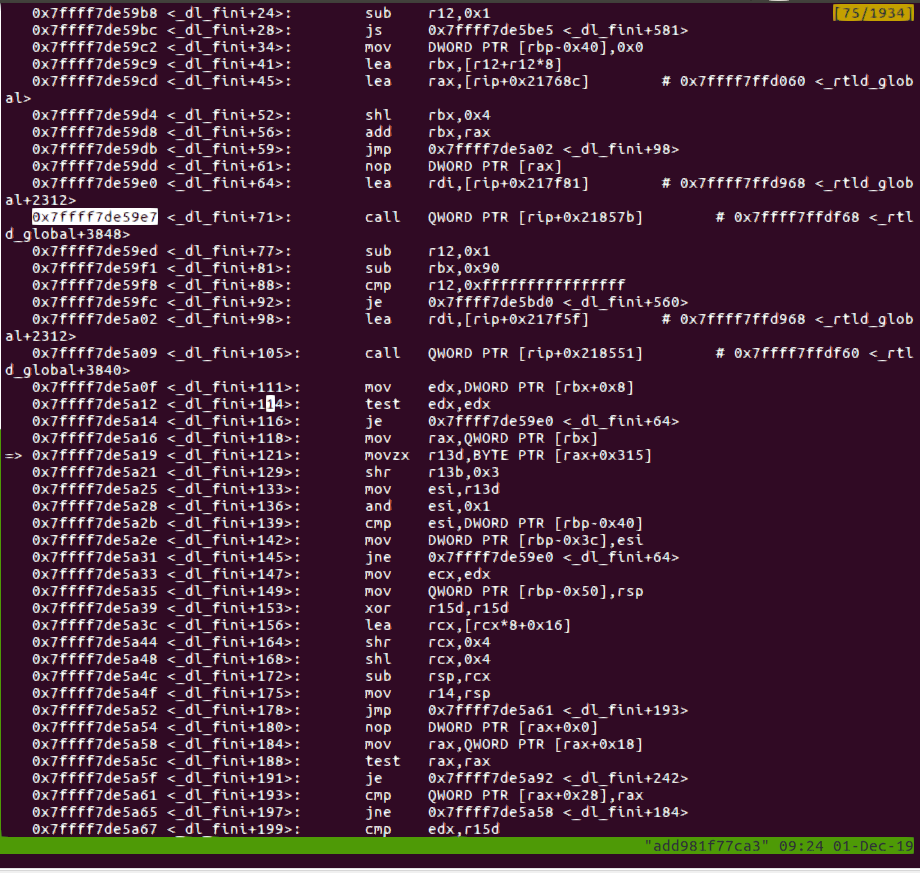 0x7ffff7de59b8 <_dl_fini+24>: sub r12,0x1 [75/1934]
0x7ffff7de59bc <_dl_fini+28>: js 0x7ffff7de5be5 <_dl_fini+581>
0x7ffff7de59c2 <_dl_fini+34>: mov DWORD PTR [rbp-0x40],0x0
0x7ffff7de59c9 <_dl_fini+41>: lea rbx,[r12+r12*8]
0x7ffff7de59cd <_dl_fini+45>: lea rax,[rip+0x21768c] # 0x7ffff7ffd060 <_rtld_glob
al>
0x7ffff7de59d4 <_dl_fini+52>: shl rbx,0x4
0x7ffff7de59d8 <_dl_fini+56>: add rbx,rax
0x7ffff7de59db <_dl_fini+59>: jmp 0x7ffff7de5a02 <_dl_fini+98>
0x7ffff7de59dd <_dl_fini+61>: nop DWORD PTR [rax]
0x7ffff7de59e0 <_dl_fini+64>: lea rdi,[rip+0x217f81] # 0x7ffff7ffd968 <_rtld_glob
al+2312>
0x7ffff7de59e7 <_dl_fini+71>: call QWORD PTR [rip+0x21857b] # 0x7ffff7ffdf68 <_rtl
d_global+3848>
0x7ffff7de59ed <_dl_fini+77>: sub r12,0x1
0x7ffff7de59f1 <_dl_fini+81>: sub rbx,0x90
0x7ffff7de59f8 <_dl_fini+88>: cmp r12,0xffffffffffffffff
0x7ffff7de59fc <_dl_fini+92>: je 0x7ffff7de5bd0 <_dl_fini+560>
0x7ffff7de5a02 <_dl_fini+98>: lea rdi,[rip+0x217f5f] # 0x7ffff7ffd968 <_rtld_glob
al+2312>
0x7ffff7de5a09 <_dl_fini+105>: call QWORD PTR [rip+0x218551] # 0x7ffff7ffdf60 <_rtl
d_global+3840>
0x7ffff7de5a0f <_dl_fini+111>: mov edx,DWORD PTR [rbx+0x8]
0x7ffff7de5a12 <_dl_fini+114>: test edx,edx
0x7ffff7de5a14 <_dl_fini+116>: je 0x7ffff7de59e0 <_dl_fini+64>
0x7ffff7de5a16 <_dl_fini+118>: mov rax,QWORD PTR [rbx]
=> 0x7ffff7de5a19 <_dl_fini+121>: movzx r13d,BYTE PTR [rax+0x315]
0x7ffff7de5a21 <_dl_fini+129>: shr r13b,0x3
0x7ffff7de5a25 <_dl_fini+133>: mov esi,r13d
0x7ffff7de5a28 <_dl_fini+136>: and esi,0x1
0x7ffff7de5a2b <_dl_fini+139>: cmp esi,DWORD PTR [rbp-0x40]
0x7ffff7de5a2e <_dl_fini+142>: mov DWORD PTR [rbp-0x3c],esi
0x7ffff7de5a31 <_dl_fini+145>: jne 0x7ffff7de59e0 <_dl_fini+64>
0x7ffff7de5a33 <_dl_fini+147>: mov ecx,edx
0x7ffff7de5a35 <_dl_fini+149>: mov QWORD PTR [rbp-0x50],rsp
0x7ffff7de5a39 <_dl_fini+153>: xor r15d,r15d
0x7ffff7de5a3c <_dl_fini+156>: lea rcx,[rcx*8+0x16]
0x7ffff7de5a44 <_dl_fini+164>: shr rcx,0x4
0x7ffff7de5a48 <_dl_fini+168>: shl rcx,0x4
0x7ffff7de5a4c <_dl_fini+172>: sub rsp,rcx
0x7ffff7de5a4f <_dl_fini+175>: mov r14,rsp
0x7ffff7de5a52 <_dl_fini+178>: jmp 0x7ffff7de5a61 <_dl_fini+193>
0x7ffff7de5a54 <_dl_fini+180>: nop DWORD PTR [rax+0x0]
0x7ffff7de5a58 <_dl_fini+184>: mov rax,QWORD PTR [rax+0x18]
0x7ffff7de5a5c <_dl_fini+188>: test rax,rax
0x7ffff7de5a5f <_dl_fini+191>: je 0x7ffff7de5a92 <_dl_fini+242>
0x7ffff7de5a61 <_dl_fini+193>: cmp QWORD PTR [rax+0x28],rax
0x7ffff7de5a65 <_dl_fini+197>: jne 0x7ffff7de5a58 <_dl_fini+184>
0x7ffff7de5a67 <_dl_fini+199>: cmp edx,r15d
"add981f77ca3" 09:24 01-Dec-19